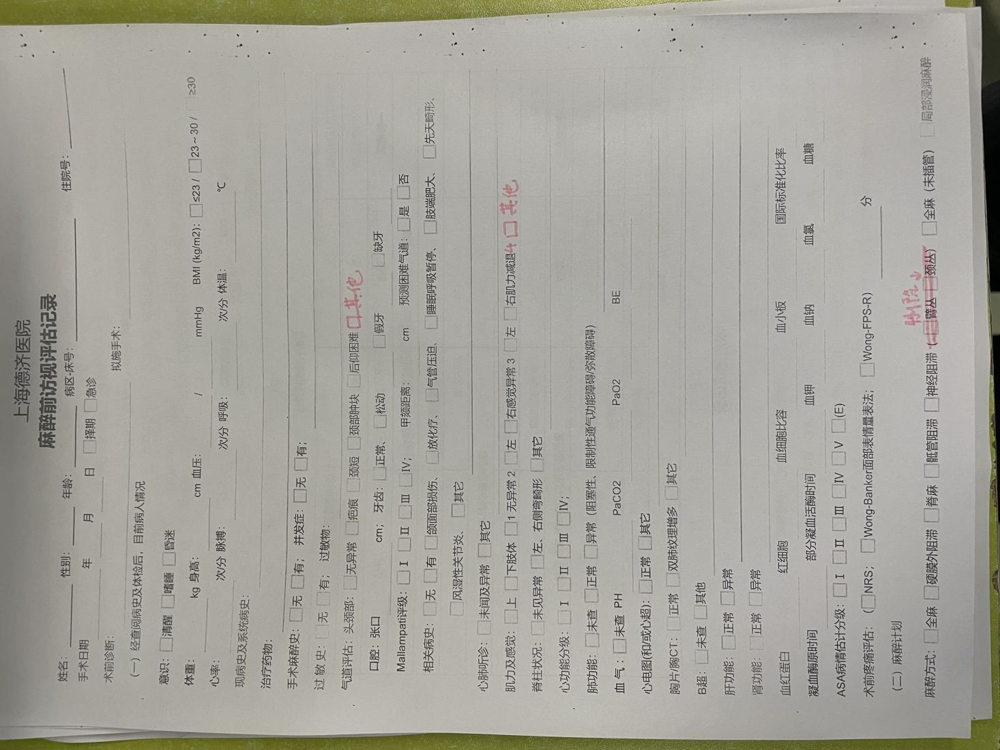 上海德济医院
麻醉前访视评估记录
姓名： 性别： 年龄： 病区-床号： 住院号：
手术日期 年 月 日 □择期 □急诊
术前诊断： 拟施手术：
（一）经查阅病史及体检后，目前病人情况
意识：□清醒 □嗜睡 □昏迷
体重： kg 身高： cm 血压： / mmHg BMI (kg/m2)：□≤23 / □23 ~ 30 / □≥30
心率： 次/分 脉搏： 次/分 呼吸： 次/分 体温： ℃
现病史及系统病史：
治疗药物：
手术麻醉史：□无 □有； 并发症：□无 □有；
过 敏 史：□无 □有； 过敏物：
气道评估： 头颈部：□无异常 □疤痕 □颈短 □颈部肿块 □后仰困难 □其他
口腔： 张口 cm； 牙齿：□正常、 □松动 □假牙 □缺牙
Mallampati评级：□Ⅰ □Ⅱ □Ⅲ □Ⅳ； 甲颏距离： cm 预测困难气道：□是 □否
相关病史：□无 □有 □颌面部损伤、 □放化疗、 □气管压迫、 □睡眠呼吸暂停、 □肢端肥大、 □先天畸形、
□风湿性关节炎、 □其它
心肺听诊：□未闻及异常 □其它
肌力及感觉：□上 □下肢体 □1 无异常 2 □左 □右感觉异常 3 □左 □右肌力减退4 □其他
脊柱状况：□未见异常 □左、右侧弯畸形 □其它
心功能分级：□Ⅰ □Ⅱ □Ⅲ □Ⅳ；
肺功能：□未查 □正常 □异常（阻塞性、限制性通气功能障碍/弥散障碍）
血 气：□未查 PH PaCO2 PaO2 BE
心电图(和/或心超)：□正常 □其它
胸片/胸CT：□正常 □双肺纹理增多 □其它
B超：□未查 □其他
肝功能：□正常 □异常
肾功能：□正常 □异常
血红蛋白 红细胞 血细胞比容 血小板 国际标准化比率
凝血酶原时间 部分凝血活酶时间 血钾 血钠 血氯 血糖
ASA病情估计分级：□Ⅰ □Ⅱ □Ⅲ □Ⅳ □Ⅴ □(E)
术前疼痛评估：（□NRS； □Wong-Banker面部表情量表法； □Wong-FPS-R） 分
（二）麻醉计划
删除↓
麻醉方式：□全麻 □硬膜外阻滞 □脊麻 □骶管阻滞 □神经阻滞（□臂丛 □颈丛） □全麻（未插管） □局部浸润麻醉